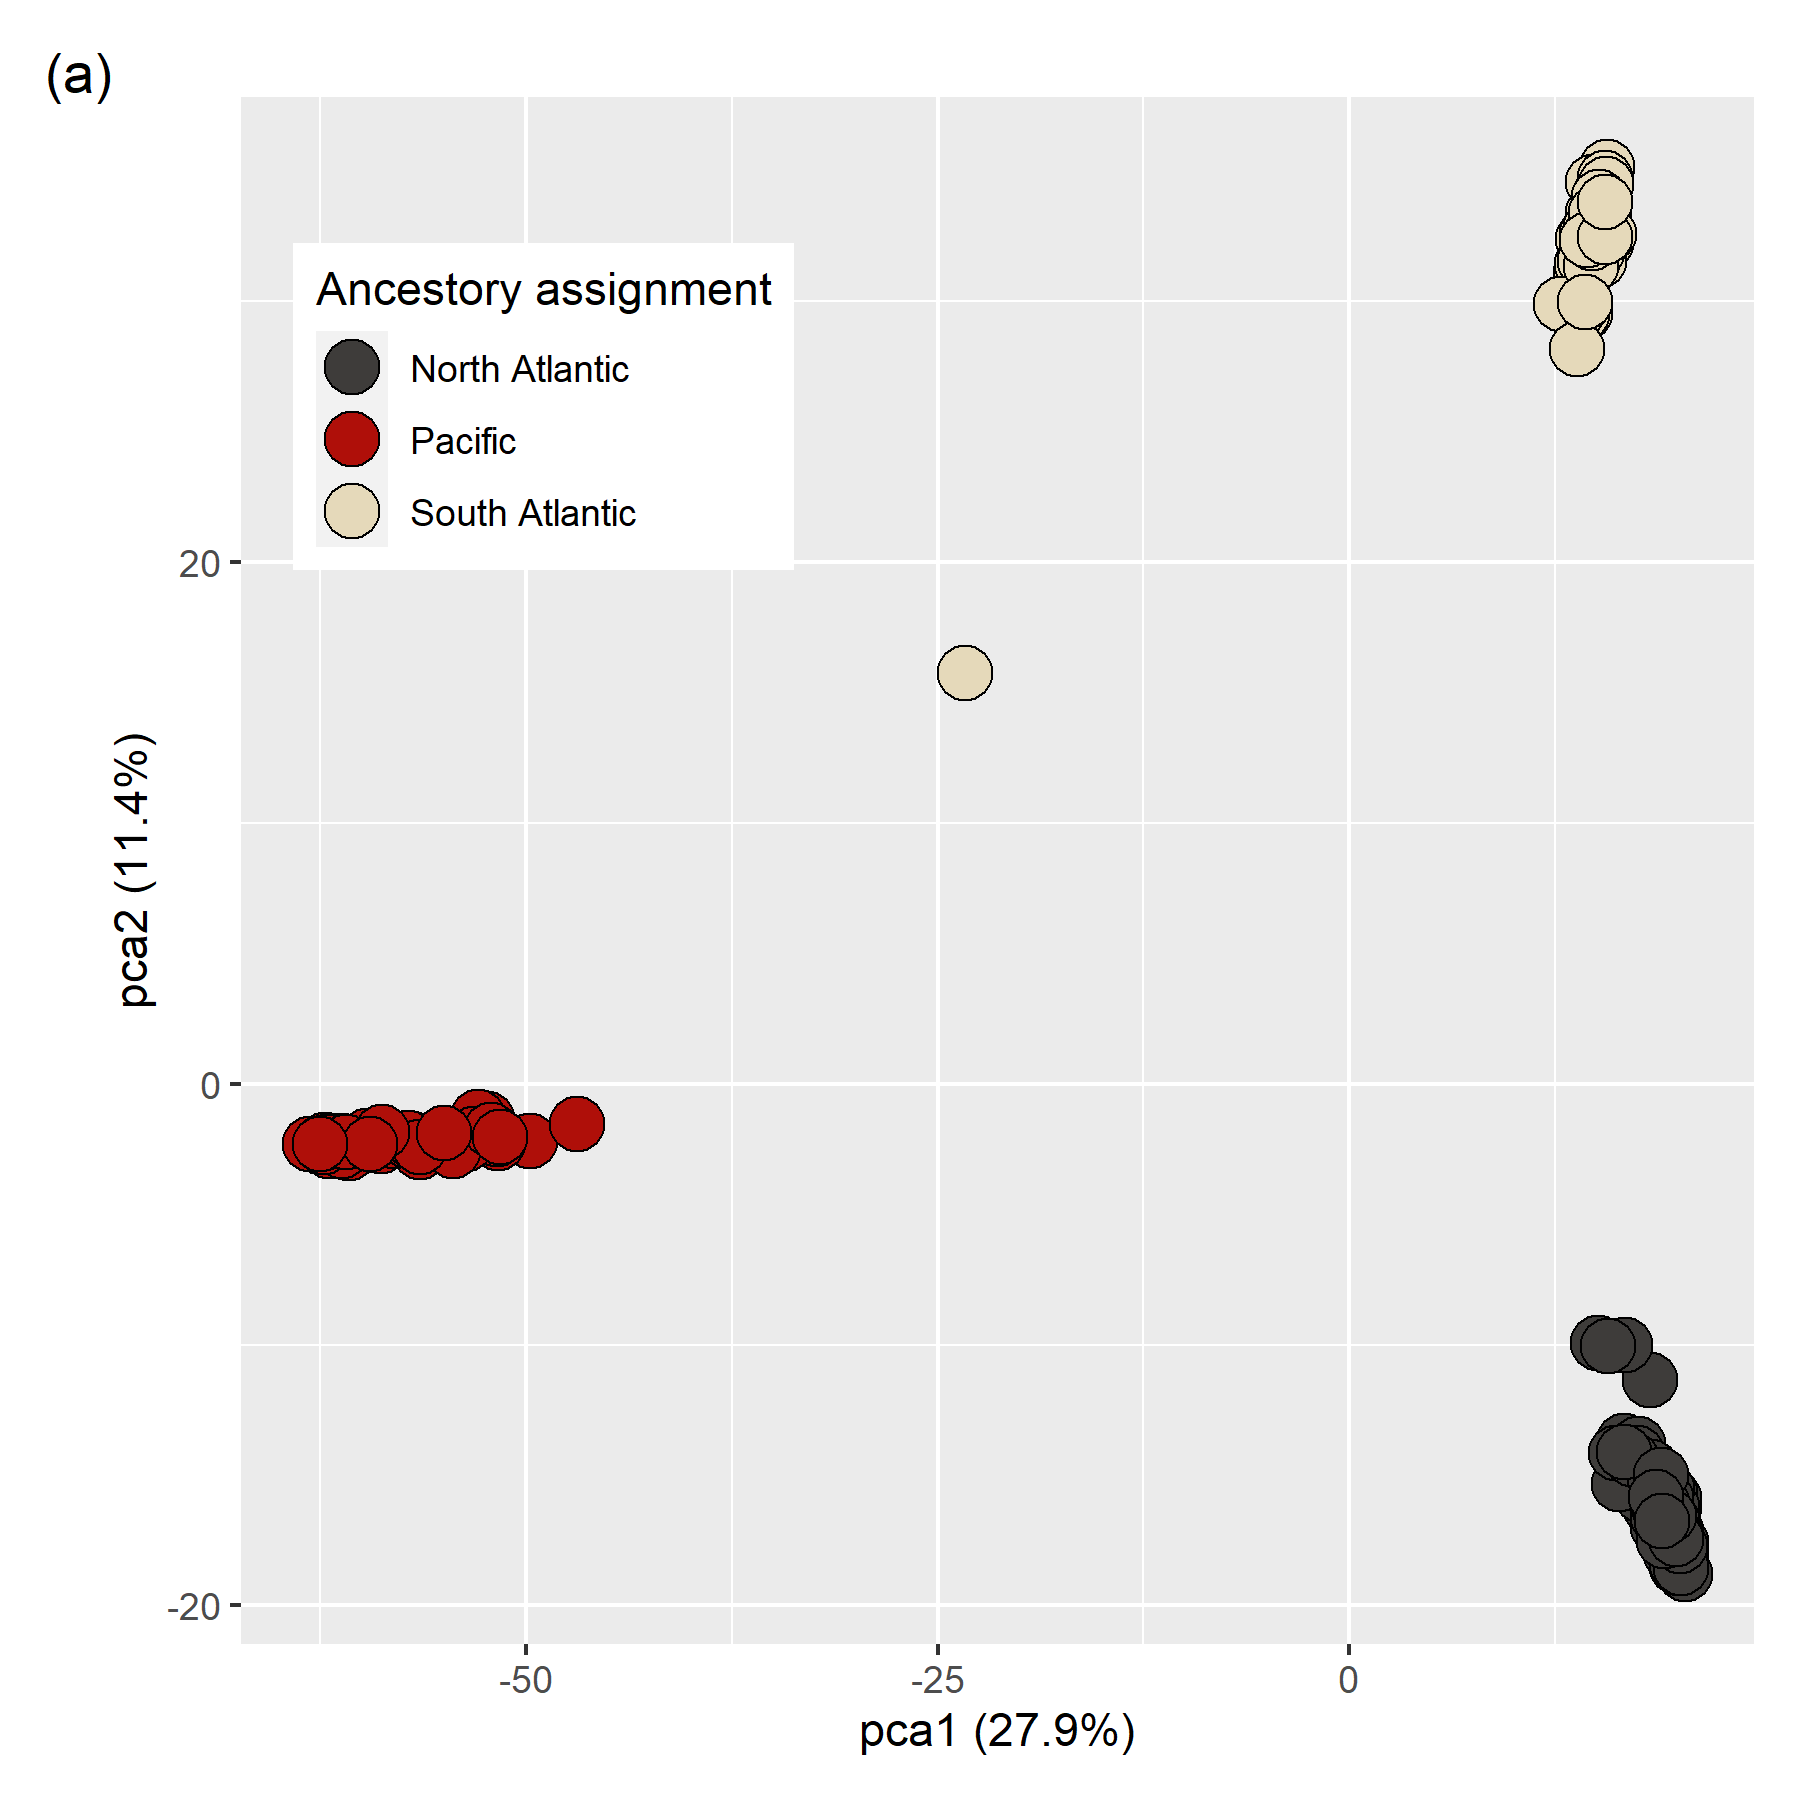 (a)
Ancestory assignment
North Atlantic
Pacific
South Atlantic
20
0
-20
pca2 (11.4%)
-50
-25
0
pca1 (27.9%)